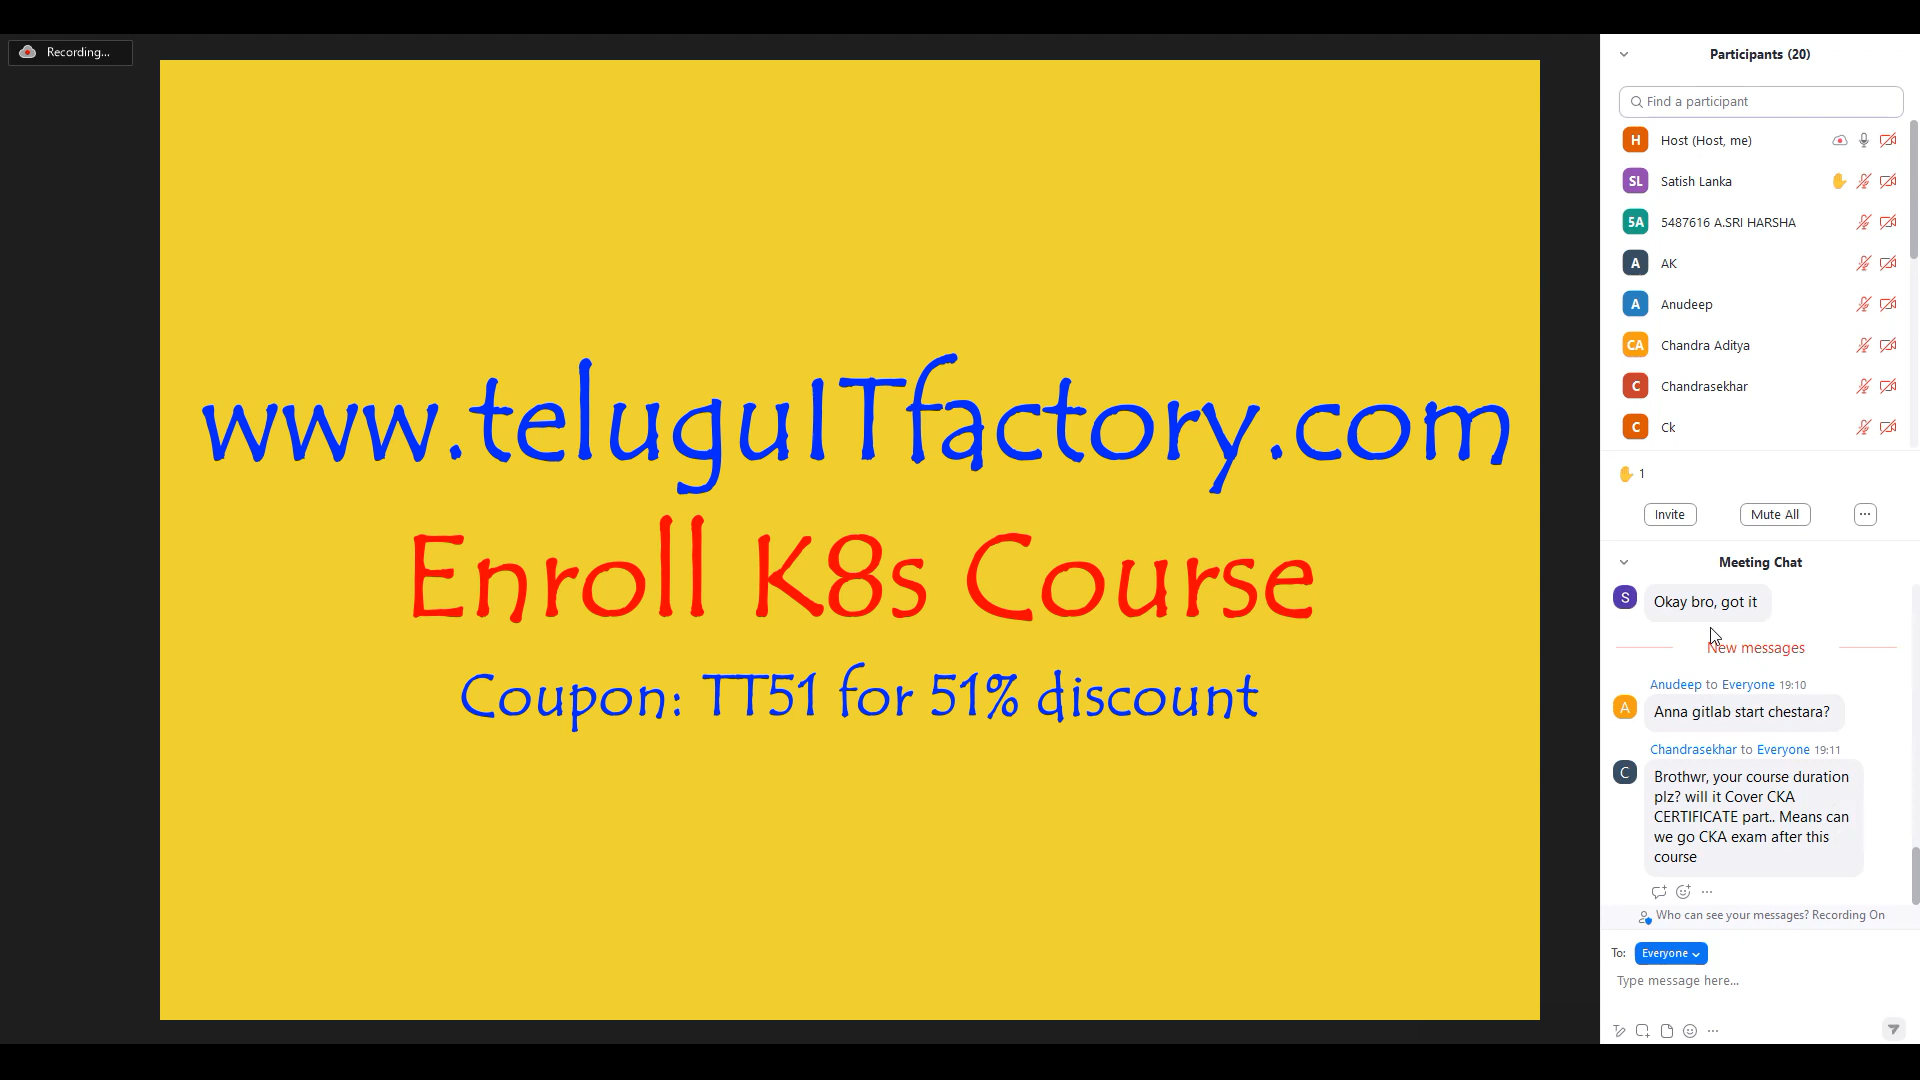 Recording...
www.teluguITfactory.com
Enroll K8s Course
Coupon: TT51 for 51% discount
Participants (20)
Find a participant
H Host (Host, me)
SL Satish Lanka
5A 5487616 A.SRI HARSHA
A AK
A Anudeep
CA Chandra Aditya
C Chandrasekhar
C Ck
1
Invite Mute All
Meeting Chat
S Okay bro, got it
New messages
Anudeep to Everyone 19:10
A Anna gitlab start chestara?
Chandrasekhar to Everyone 19:11
C Brothwr, your course duration
plz? will it Cover CKA
CERTIFICATE part.. Means can
we go CKA exam after this
course
Who can see your messages? Recording On
To: Everyone
Type message here...